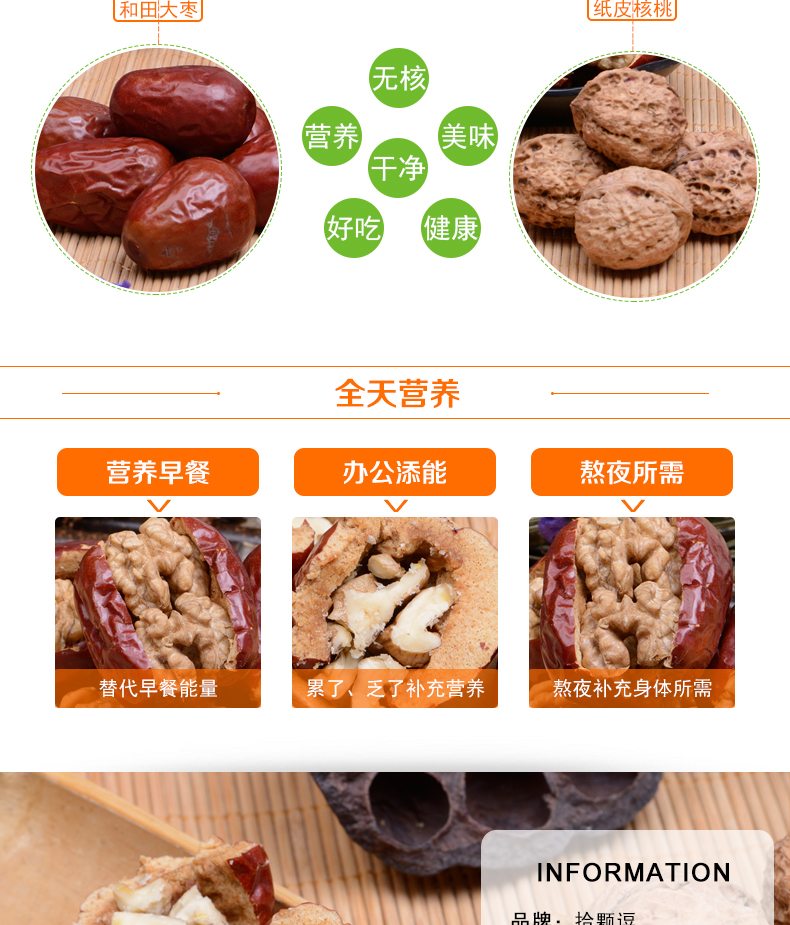 和田大枣
纸皮核桃
无核
营养
美味
干净
好吃
健康
全天营养
营养早餐
办公添能
熬夜所需
替代早餐能量
累了、乏了补充营养
熬夜补充身体所需
INFORMATION
品牌：拾颗逗